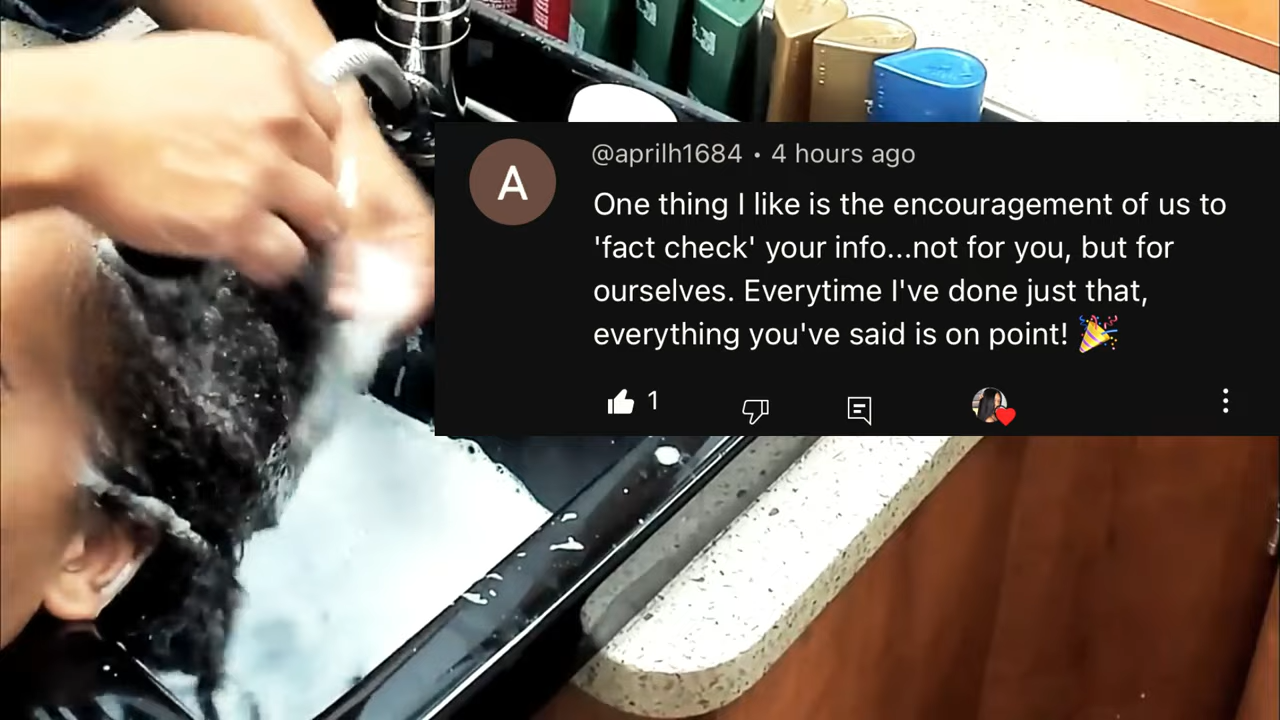 A
@aprilh1684 • 4 hours ago
One thing I like is the encouragement of us to
'fact check' your info...not for you, but for
ourselves. Everytime I've done just that,
everything you've said is on point! 🎉
1